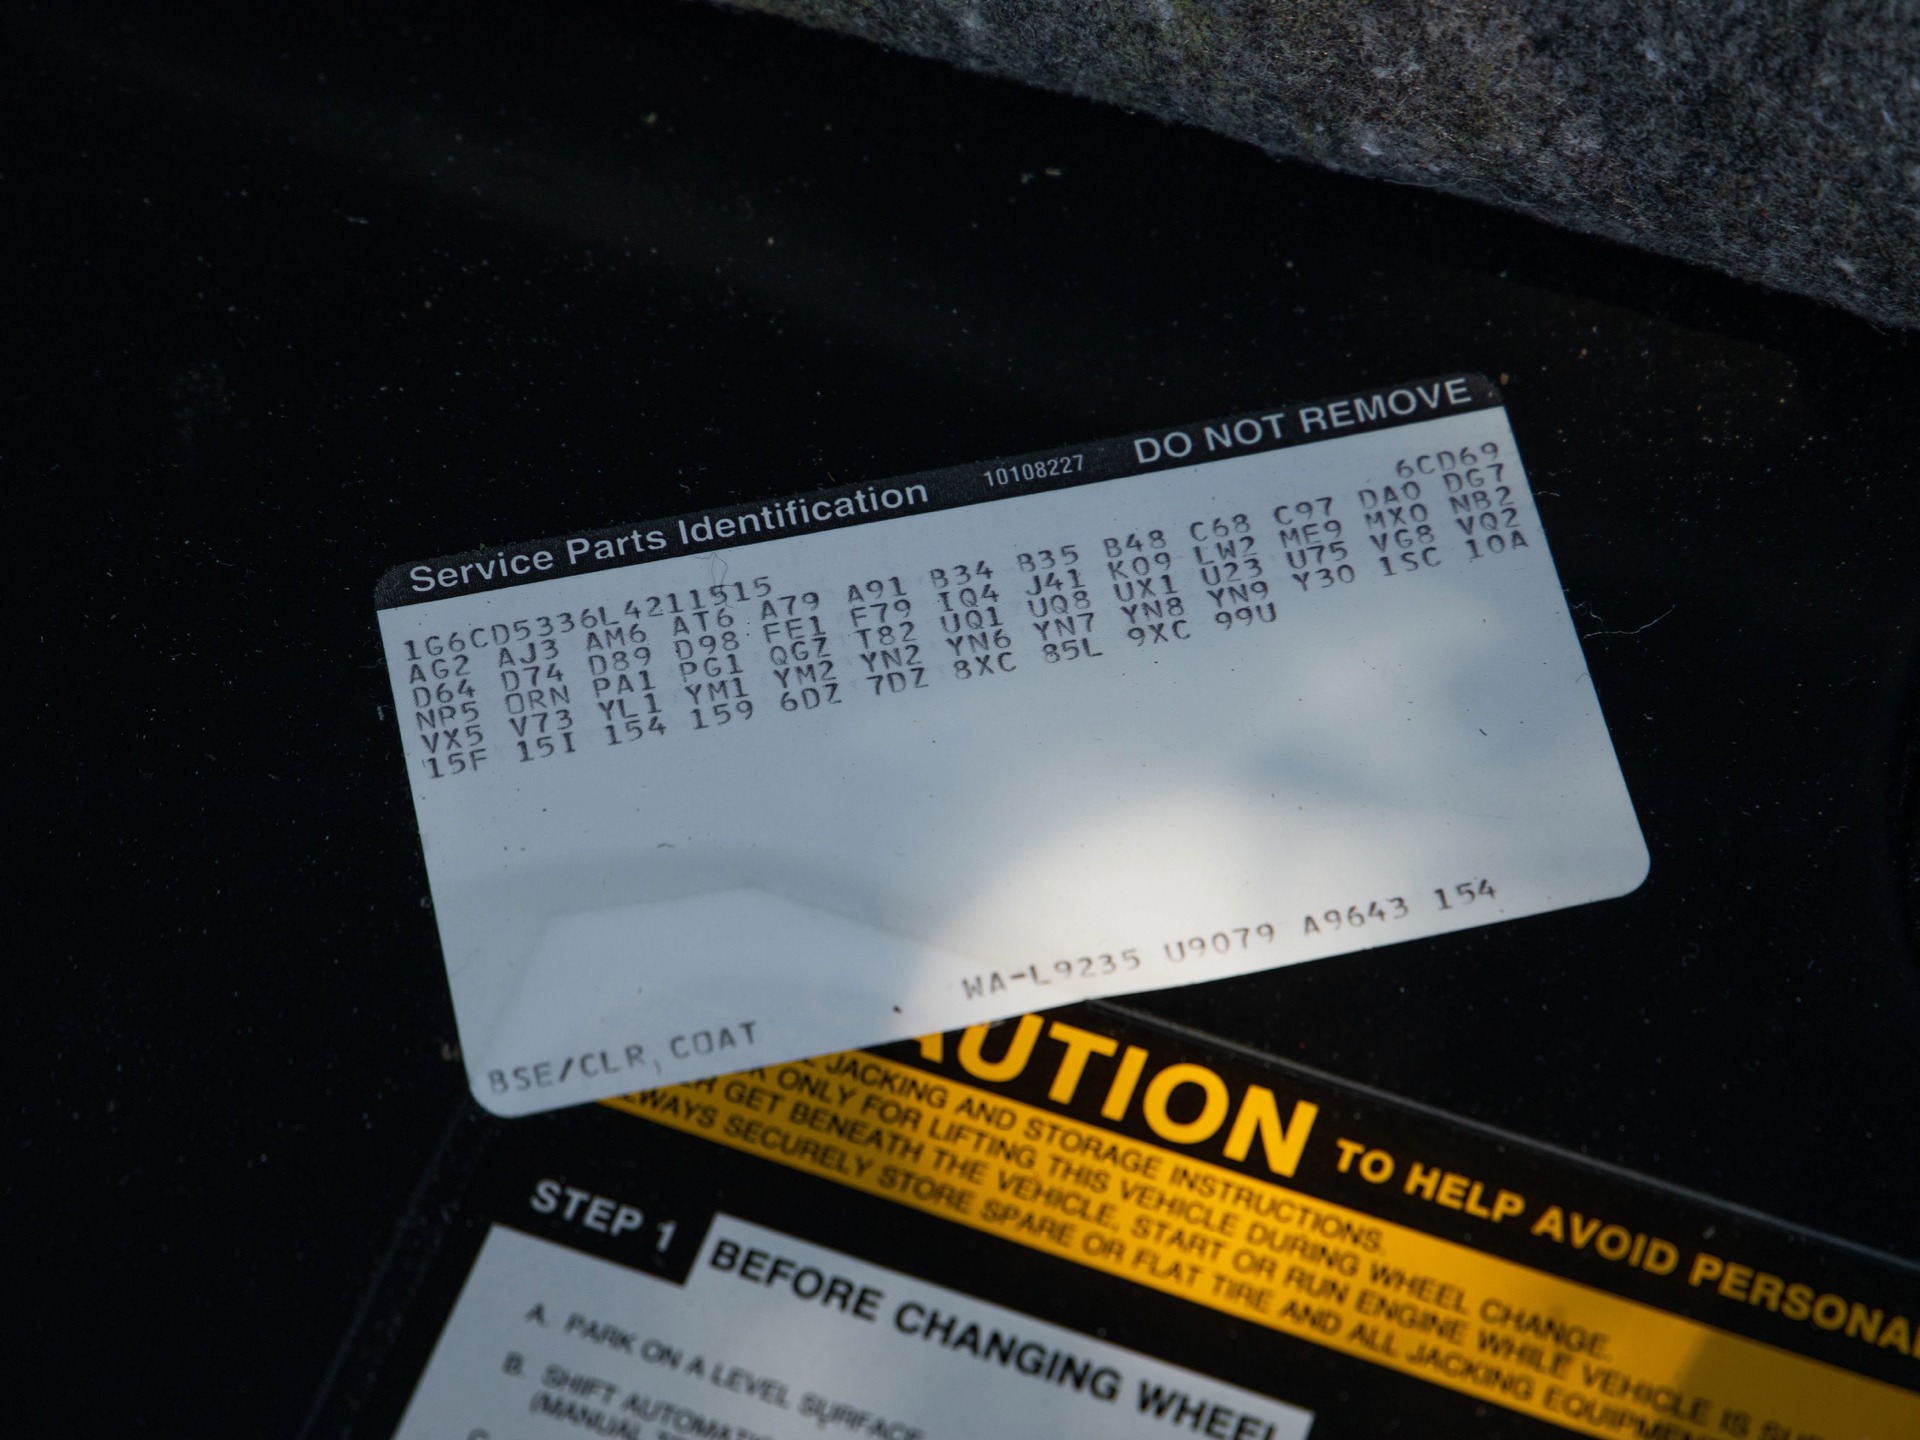 Service Parts Identification 10108227 DO NOT REMOVE
1G6CD5336L4211515 6CD69
AG2 AJ3 AM6 AT6 A79 A91 B34 B35 B48 C68 C97 DA0 DG7
D64 D74 D89 D98 FE1 F79 IQ4 J41 K09 LW2 ME9 MX0 NB2
NP5 ORN PA1 PG1 QGZ T82 UQ1 UQ8 UX1 U23 U75 VG8 VQ2
VX5 V73 YL1 YM1 YM2 YN2 YN6 YN7 YN8 YN9 Y30 1SC 10A
15F 15I 154 159 6DZ 7DZ 8XC 85L 9XC 99U
WA-L9235 U9079 A9643 154
BSE/CLR, COAT
UTION TO HELP AVOID PERSONAL
JACKING AND STORAGE INSTRUCTIONS.
ONLY FOR LIFTING THIS VEHICLE DURING WHEEL CHANGE.
GET BENEATH THE VEHICLE, START OR RUN ENGINE WHILE VEHICLE IS
SECURELY STORE SPARE OR FLAT TIRE AND ALL JACKING EQUIPMEN
STEP 1 BEFORE CHANGING WHEEL
A. PARK ON A LEVEL SURFACE
B. SHIFT AUTOMAT
(MANUAL